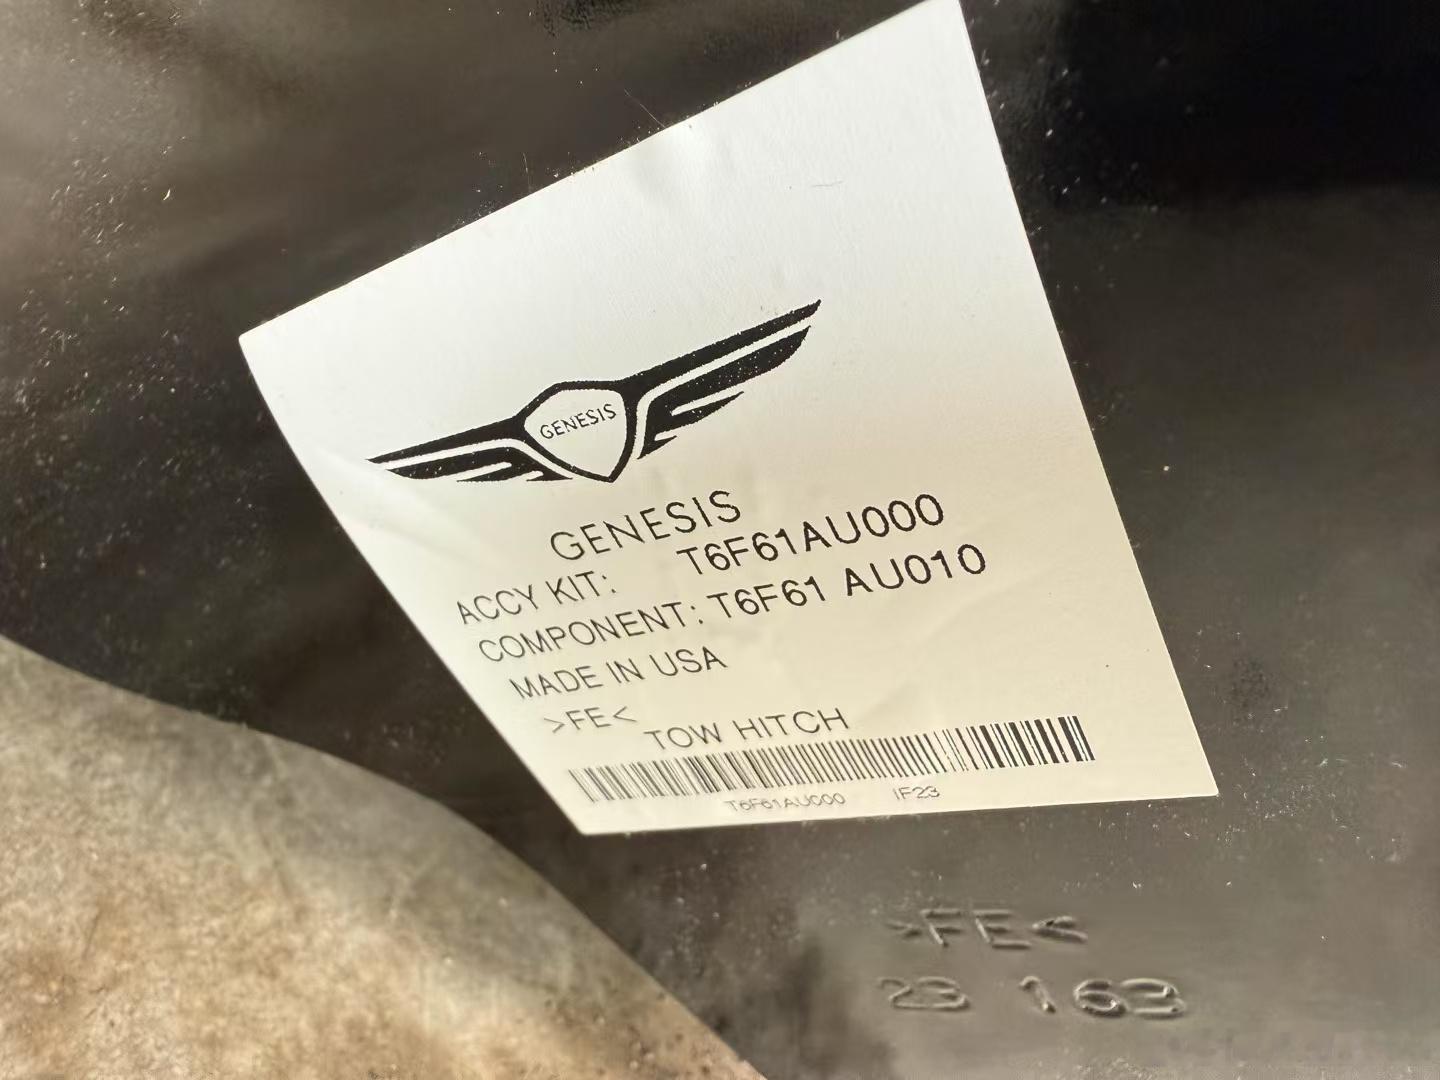 GENESIS
GENESIS
ACCY KIT: T6F61AU000
COMPONENT: T6F61 AU010
MADE IN USA
>FE<
TOW HITCH
T6F61AU000 IF23
>FE<
23 163